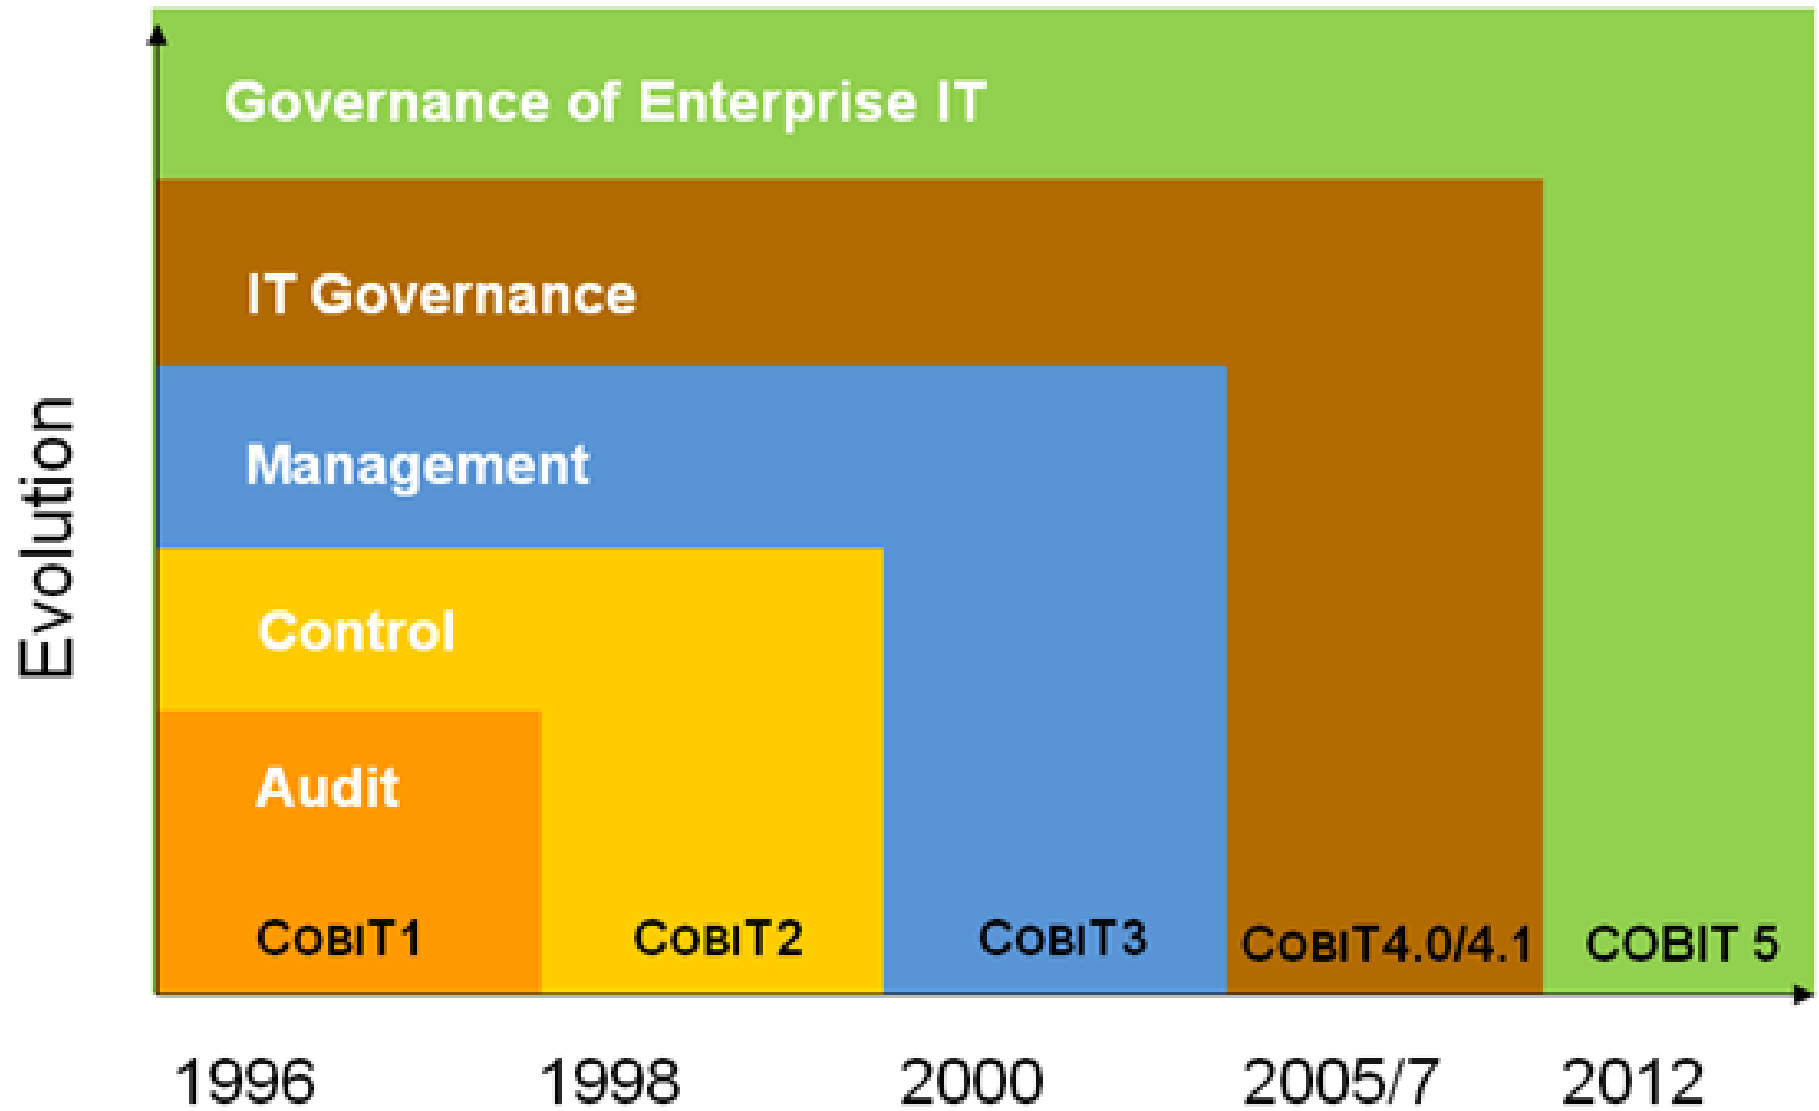 Governance of Enterprise IT
IT Governance
Management
Control
Audit
Evolution
COBIT1
COBIT2
COBIT3
COBIT4.0/4.1
COBIT 5
1996
1998
2000
2005/7
2012